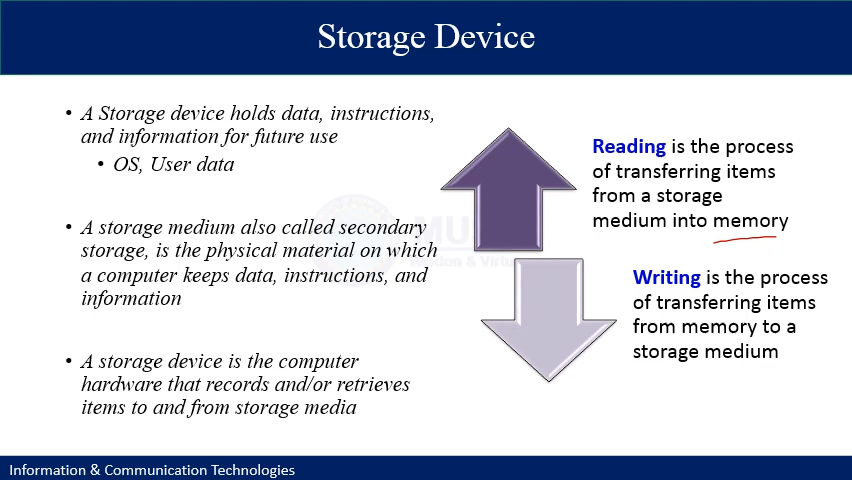 Storage Device
• A Storage device holds data, instructions,
and information for future use
• OS, User data
• A storage medium also called secondary
storage, is the physical material on which
a computer keeps data, instructions, and
information
• A storage device is the computer
hardware that records and/or retrieves
items to and from storage media
Reading is the process
of transferring items
from a storage
medium into memory
Writing is the process
of transferring items
from memory to a
storage medium
MU
Information & Communication Technologies